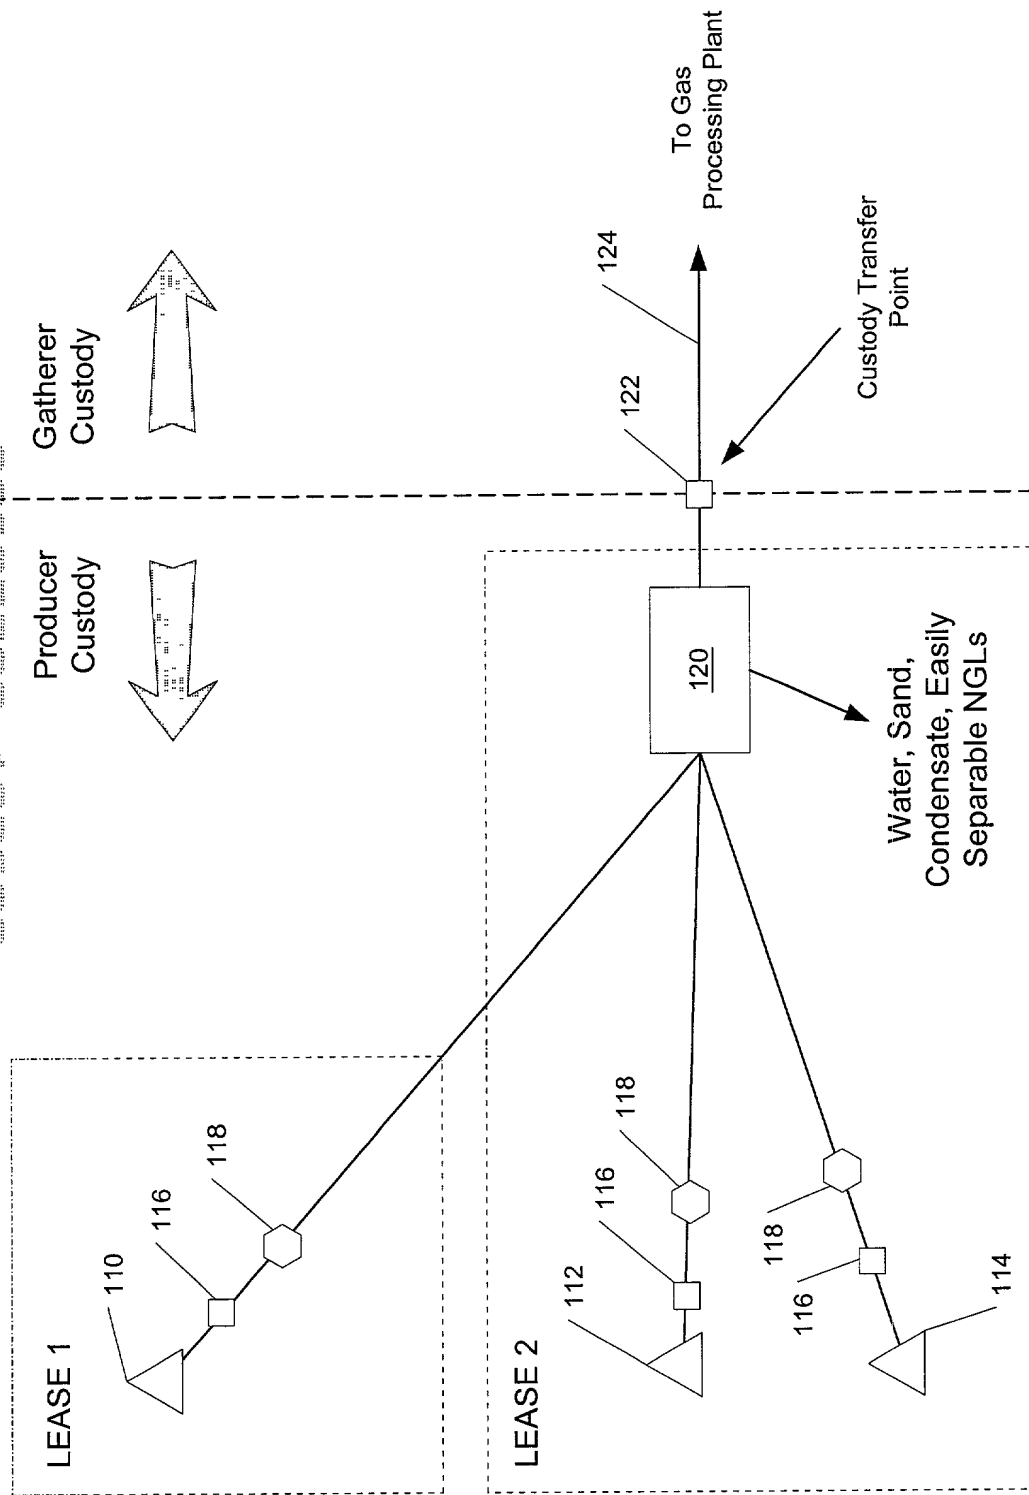 Producer
Custody
Gatherer
Custody
LEASE 1
110
116
118
LEASE 2
112
116
118
114
116
118
120
122
124
To Gas
Processing Plant
Custody Transfer
Point
Water, Sand,
Condensate, Easily
Separable NGLs